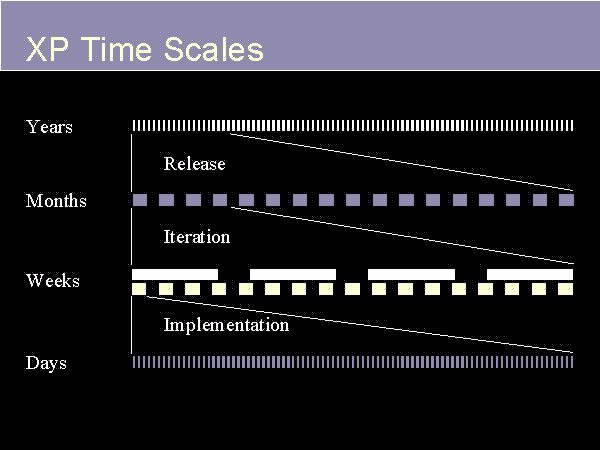 XP Time Scales
Years
Release
Months
Iteration
Weeks
Implementation
Days